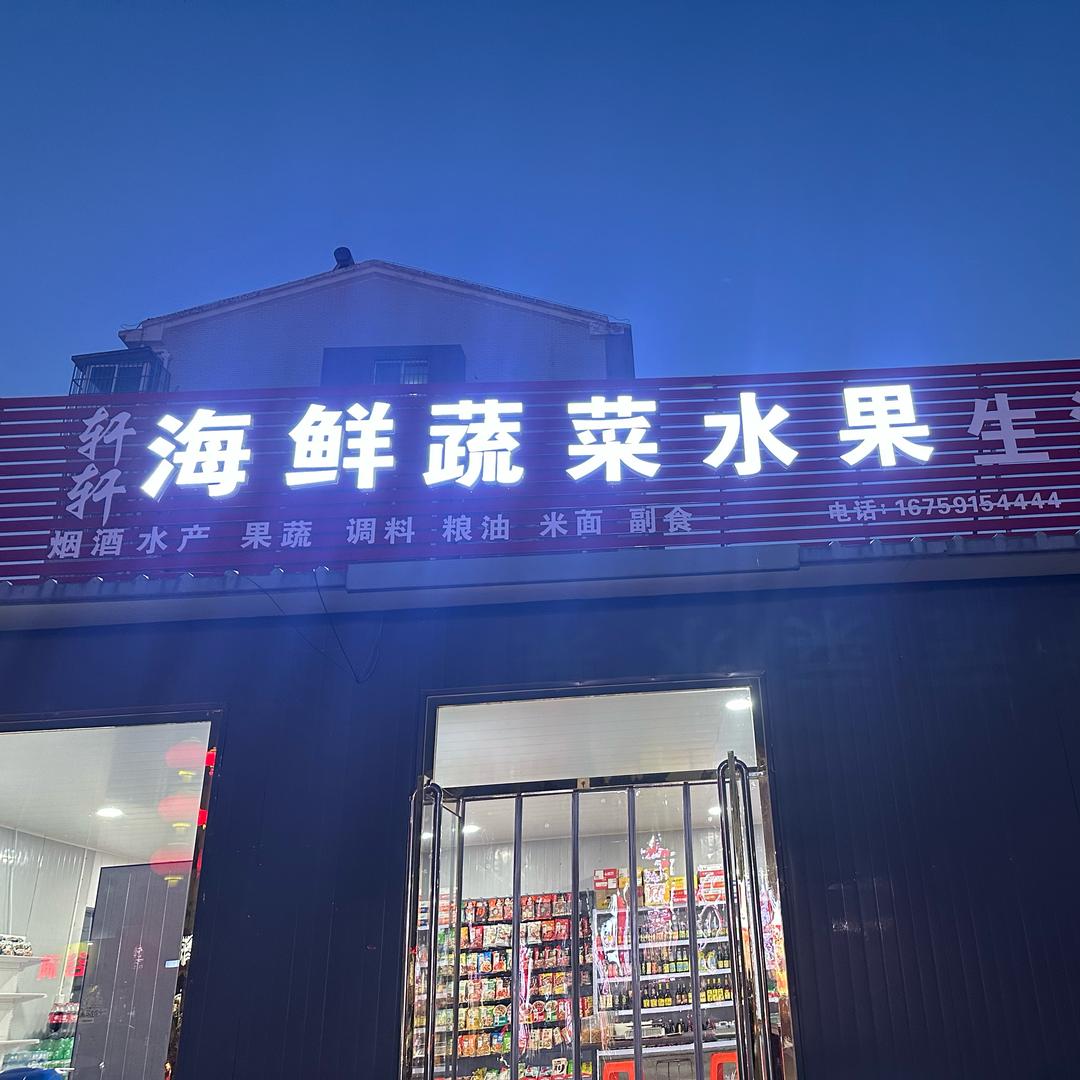 轩轩
海鲜蔬菜水果生
烟酒水产 果蔬 调料 粮油 米面 副食
电话:16759154444